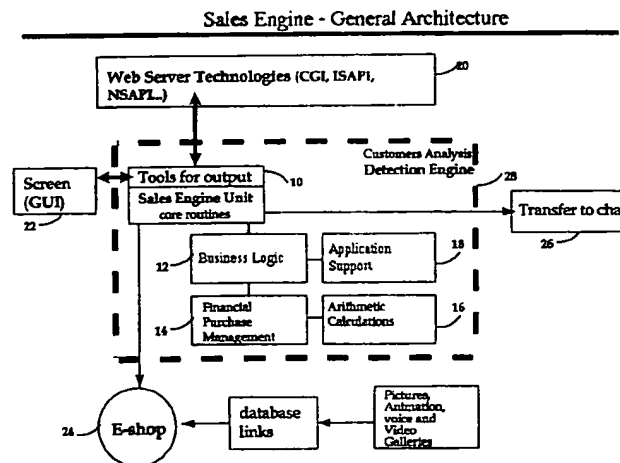 Sales Engine - General Architecture
Web Server Technologies (CGI, ISAPI,
NSAPI..)
20
Customers Analysis
Detection Engine
28
Screen
(GUI)
22
Tools for output
10
Sales Engine Unit
core routines
Transfer to cha
26
12
Business Logic
Application
Support
18
14
Financial
Purchase
Management
Arithmetic
Calculations
16
24
E-shop
database
links
Pictures,
Animation,
voice and
Video
Galleries